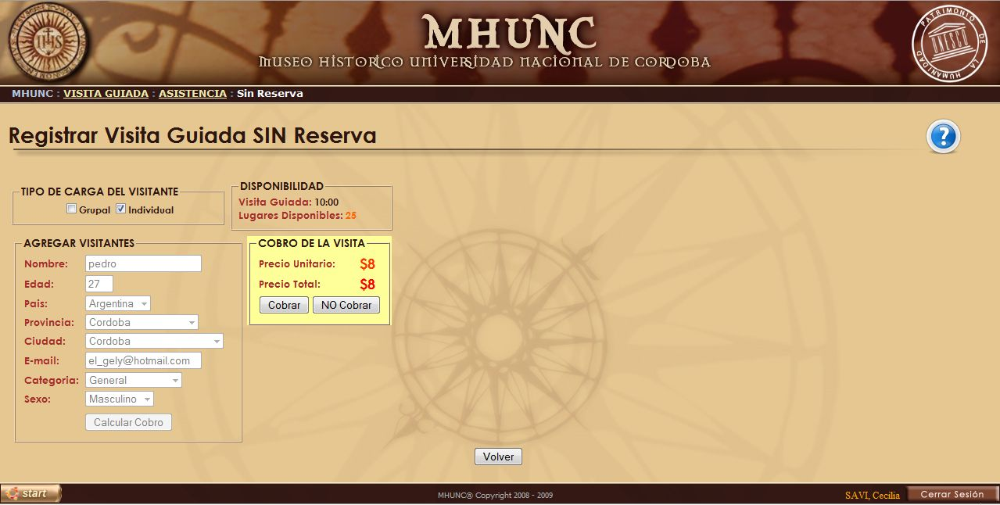 MHUNC
MUSEO HISTORICO UNIVERSIDAD NACIONAL DE CORDOBA
IHS
PATRIMONIO DE LA HUMANIDAD
UNESCO
MHUNC : VISITA GUIADA : ASISTENCIA : Sin Reserva
Registrar Visita Guiada SIN Reserva
?
TIPO DE CARGA DEL VISITANTE
Grupal Individual
DISPONIBILIDAD
Visita Guiada: 10:00
Lugares Disponibles: 25
AGREGAR VISITANTES
Nombre: pedro
Edad: 27
Pais: Argentina
Provincia: Cordoba
Ciudad: Cordoba
E-mail: el_gely@hotmail.com
Categoria: General
Sexo: Masculino
Calcular Cobro
COBRO DE LA VISITA
Precio Unitario: $8
Precio Total: $8
Cobrar NO Cobrar
Volver
start
MHUNC® Copyright 2008 - 2009
SAVI, Cecilia
Cerrar Sesión